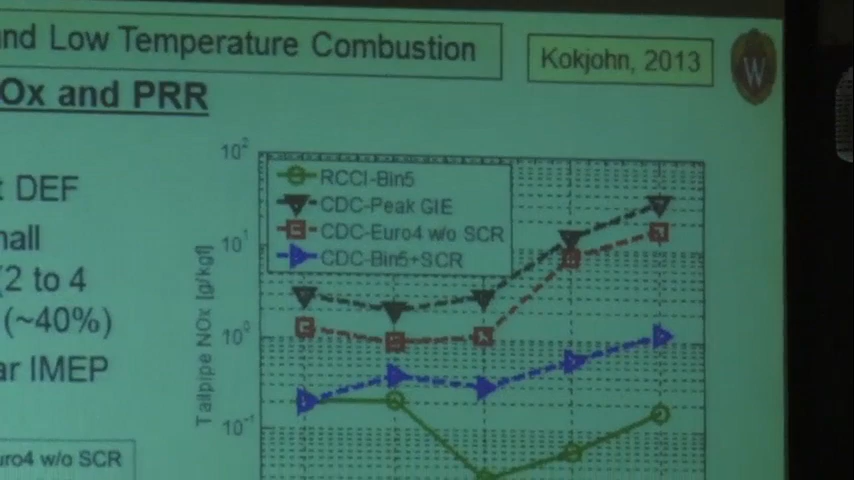 nd Low Temperature Combustion
Kokjohn, 2013
W
Ox and PRR
DEF
all
(2 to 4
(~40%)
ar IMEP
uro4 w/o SCR
10²
10¹
10⁰
10⁻¹
Tailpipe NOx [g/kgf]
RCCI-Bin5
CDC-Peak GIE
CDC-Euro4 w/o SCR
CDC-Bin5+SCR